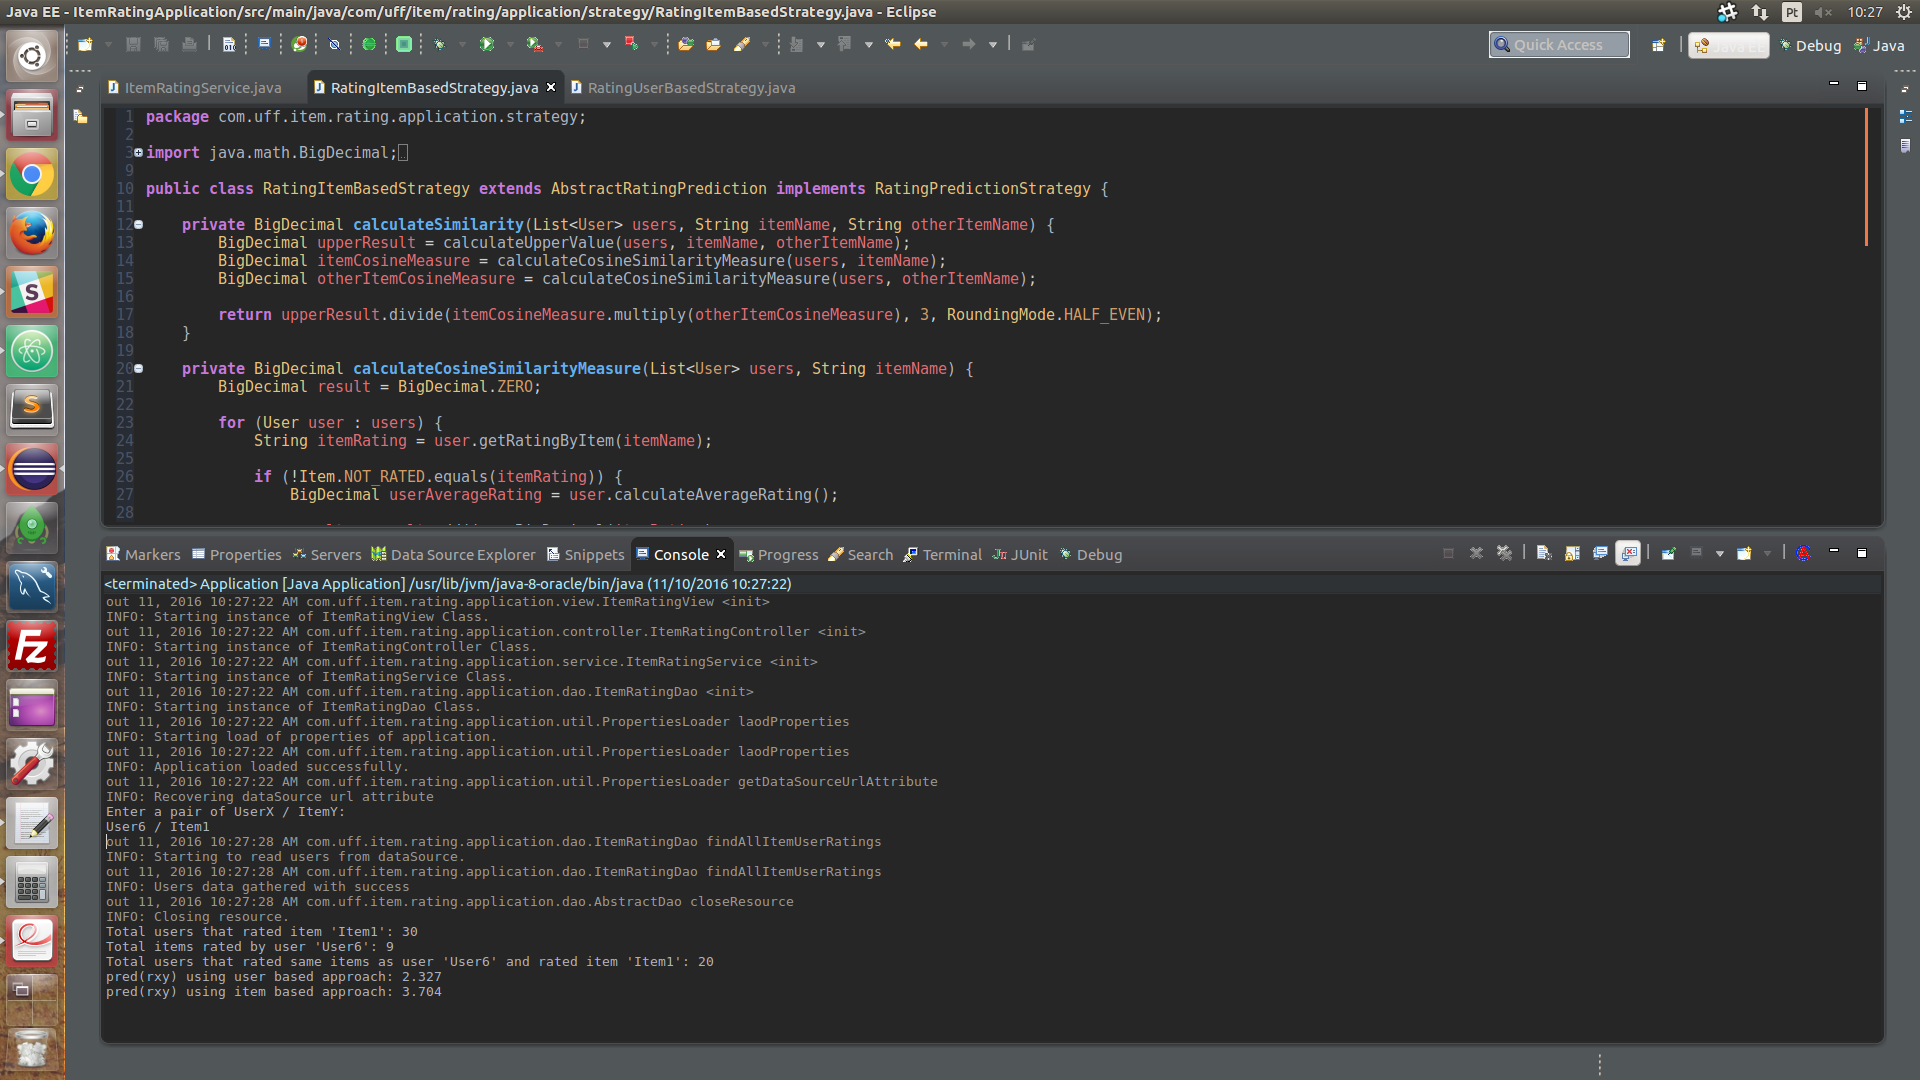 Java EE - ItemRatingApplication/src/main/java/com/uff/item/rating/application/strategy/RatingItemBasedStrategy.java - Eclipse
Pt
10:27
Quick Access
Java EE
Debug
Java
ItemRatingService.java
RatingItemBasedStrategy.java
RatingUserBasedStrategy.java
1 package com.uff.item.rating.application.strategy;
2
3 import java.math.BigDecimal;
9
10 public class RatingItemBasedStrategy extends AbstractRatingPrediction implements RatingPredictionStrategy {
11
12 private BigDecimal calculateSimilarity(List<User> users, String itemName, String otherItemName) {
13 BigDecimal upperResult = calculateUpperValue(users, itemName, otherItemName);
14 BigDecimal itemCosineMeasure = calculateCosineSimilarityMeasure(users, itemName);
15 BigDecimal otherItemCosineMeasure = calculateCosineSimilarityMeasure(users, otherItemName);
16
17 return upperResult.divide(itemCosineMeasure.multiply(otherItemCosineMeasure), 3, RoundingMode.HALF_EVEN);
18 }
19
20 private BigDecimal calculateCosineSimilarityMeasure(List<User> users, String itemName) {
21 BigDecimal result = BigDecimal.ZERO;
22
23 for (User user : users) {
24 String itemRating = user.getRatingByItem(itemName);
25
26 if (!Item.NOT_RATED.equals(itemRating)) {
27 BigDecimal userAverageRating = user.calculateAverageRating();
28
Markers
Properties
Servers
Data Source Explorer
Snippets
Console
Progress
Search
Terminal
JUnit
Debug
<terminated> Application [Java Application] /usr/lib/jvm/java-8-oracle/bin/java (11/10/2016 10:27:22)
out 11, 2016 10:27:22 AM com.uff.item.rating.application.view.ItemRatingView <init>
INFO: Starting instance of ItemRatingView Class.
out 11, 2016 10:27:22 AM com.uff.item.rating.application.controller.ItemRatingController <init>
INFO: Starting instance of ItemRatingController Class.
out 11, 2016 10:27:22 AM com.uff.item.rating.application.service.ItemRatingService <init>
INFO: Starting instance of ItemRatingService Class.
out 11, 2016 10:27:22 AM com.uff.item.rating.application.dao.ItemRatingDao <init>
INFO: Starting instance of ItemRatingDao Class.
out 11, 2016 10:27:22 AM com.uff.item.rating.application.util.PropertiesLoader laodProperties
INFO: Starting load of properties of application.
out 11, 2016 10:27:22 AM com.uff.item.rating.application.util.PropertiesLoader laodProperties
INFO: Application loaded successfully.
out 11, 2016 10:27:22 AM com.uff.item.rating.application.util.PropertiesLoader getDataSourceUrlAttribute
INFO: Recovering dataSource url attribute
Enter a pair of UserX / ItemY:
User6 / Item1
out 11, 2016 10:27:28 AM com.uff.item.rating.application.dao.ItemRatingDao findAllItemUserRatings
INFO: Starting to read users from dataSource.
out 11, 2016 10:27:28 AM com.uff.item.rating.application.dao.ItemRatingDao findAllItemUserRatings
INFO: Users data gathered with success
out 11, 2016 10:27:28 AM com.uff.item.rating.application.dao.AbstractDao closeResource
INFO: Closing resource.
Total users that rated item 'Item1': 30
Total items rated by user 'User6': 9
Total users that rated same items as user 'User6' and rated item 'Item1': 20
pred(rxy) using user based approach: 2.327
pred(rxy) using item based approach: 3.704